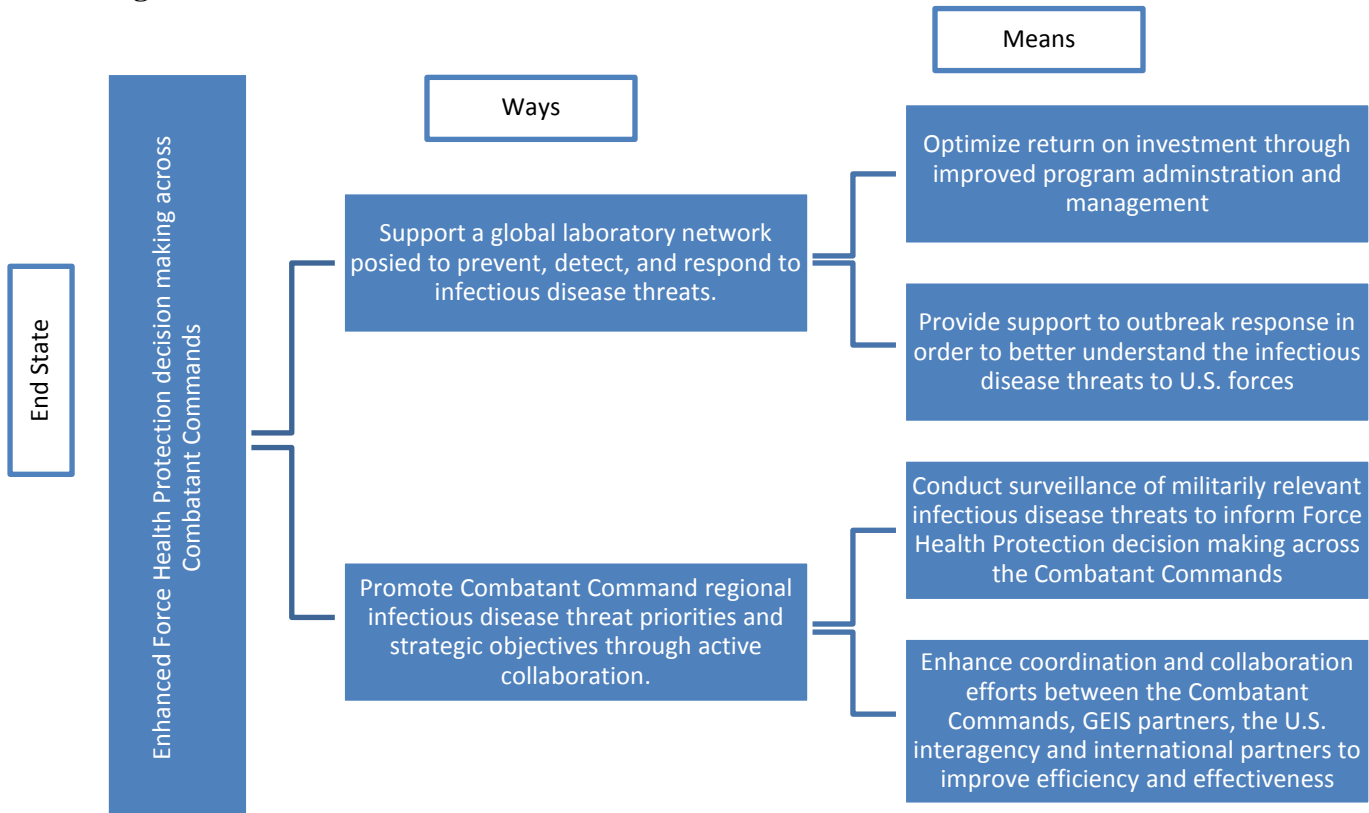 Means
Ways
End State
Enhanced Force Health Protection decision making across
Combatant Commands
Support a global laboratory network
posied to prevent, detect, and respond to
infectious disease threats.
Promote Combatant Command regional
infectious disease threat priorities and
strategic objectives through active
collaboration.
Optimize return on investment through
improved program adminstration and
management
Provide support to outbreak response in
order to better understand the infectious
disease threats to U.S. forces
Conduct surveillance of militarily relevant
infectious disease threats to inform Force
Health Protection decision making across
the Combatant Commands
Enhance coordination and collaboration
efforts between the Combatant
Commands, GEIS partners, the U.S.
interagency and international partners to
improve efficiency and effectiveness